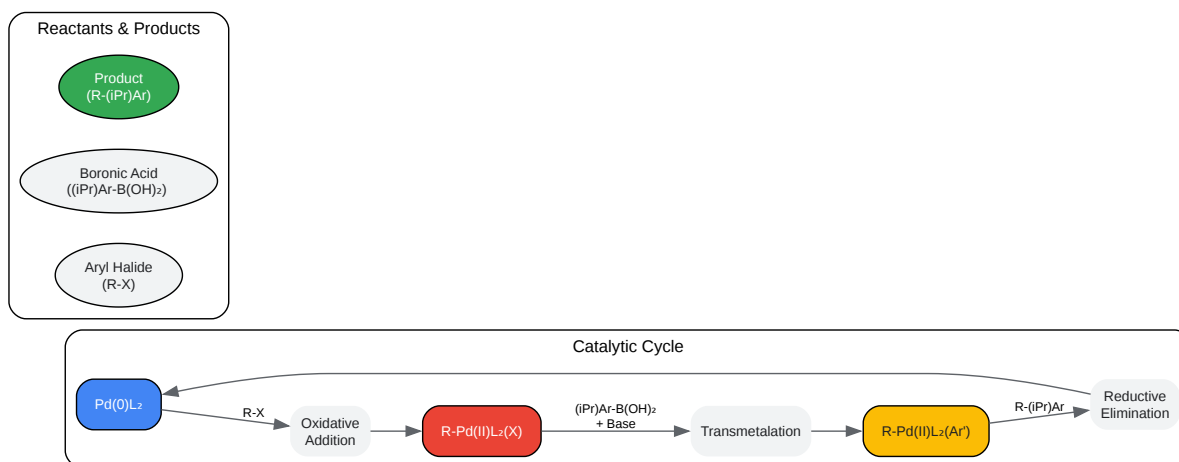 Reactants & Products
Product
(R-(iPr)Ar)
Boronic Acid
((iPr)Ar-B(OH)₂)
Aryl Halide
(R-X)
Catalytic Cycle
Pd(0)L₂
R-X
Oxidative
Addition
R-Pd(II)L₂(X)
(iPr)Ar-B(OH)₂
+ Base
Transmetalation
R-Pd(II)L₂(Ar')
R-(iPr)Ar
Reductive
Elimination